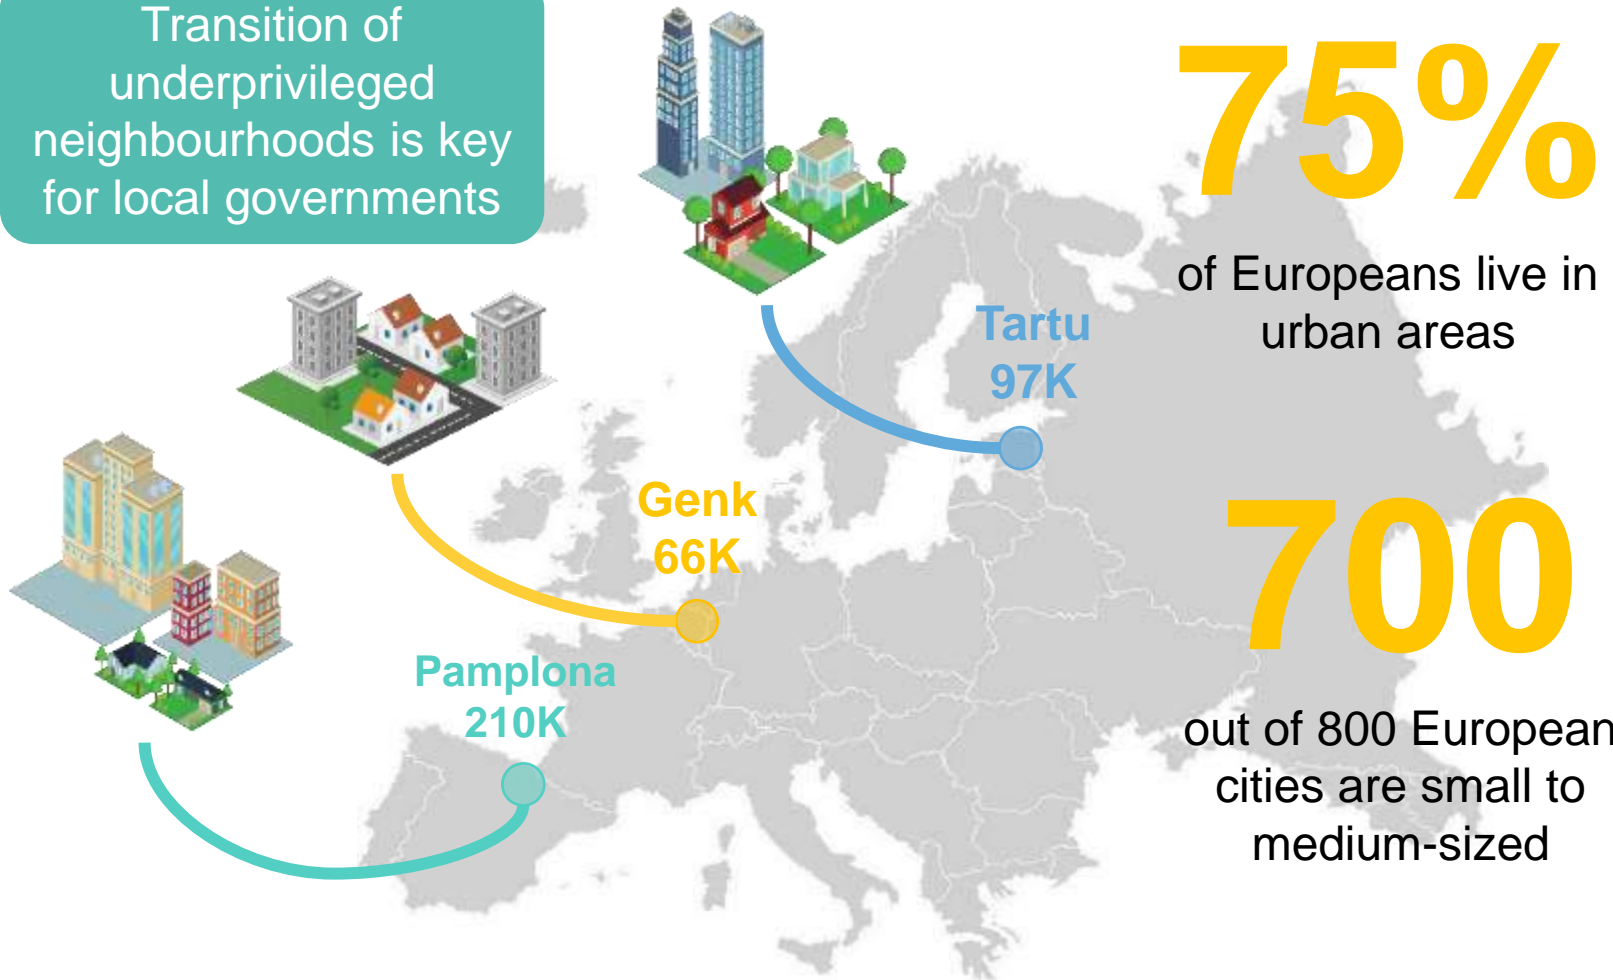 Transition of
underprivileged
neighbourhoods is key
for local governments
75%
of Europeans live in
urban areas
Tartu
97K
Genk
66K
700
out of 800 European
cities are small to
medium-sized
Pamplona
210K